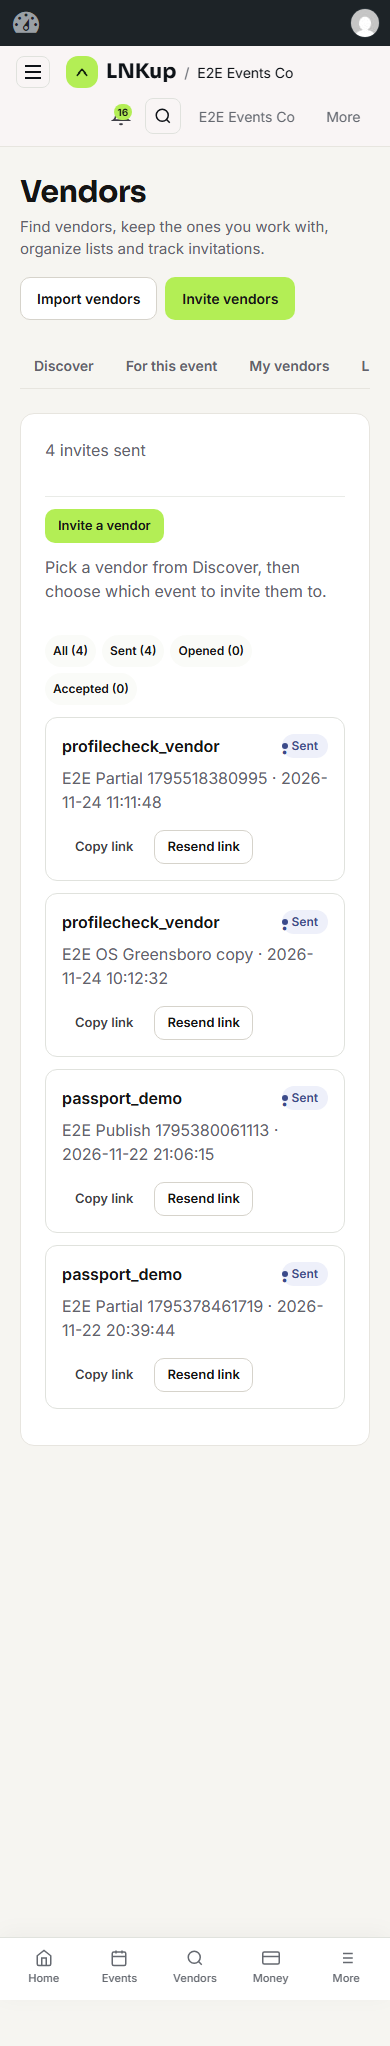 LNKup / E2E Events Co
16 E2E Events Co More
Vendors
Find vendors, keep the ones you work with,
organize lists and track invitations.
Import vendors Invite vendors
Discover For this event My vendors L
4 invites sent
Invite a vendor
Pick a vendor from Discover, then
choose which event to invite them to.
All (4) Sent (4) Opened (0)
Accepted (0)
profilecheck_vendor Sent
E2E Partial 1795518380995 · 2026-
11-24 11:11:48
Copy link Resend link
profilecheck_vendor Sent
E2E OS Greensboro copy · 2026-
11-24 10:12:32
Copy link Resend link
passport_demo Sent
E2E Publish 1795380061113 ·
2026-11-22 21:06:15
Copy link Resend link
passport_demo Sent
E2E Partial 1795378461719 · 2026-
11-22 20:39:44
Copy link Resend link
Home Events Vendors Money More